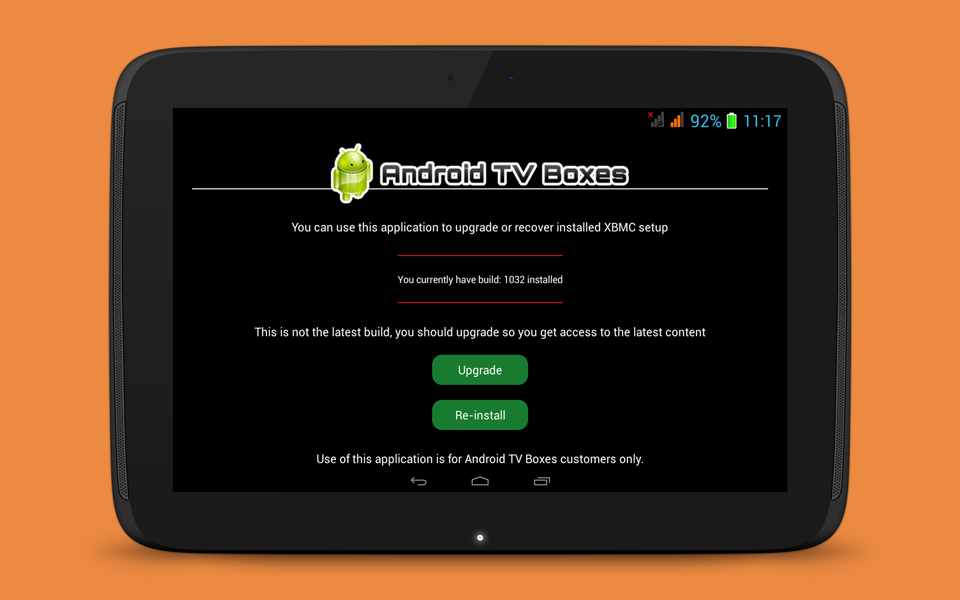 92% 11:17
Android TV Boxes
You can use this application to upgrade or recover installed XBMC setup
You currently have build: 1032 installed
This is not the latest build, you should upgrade so you get access to the latest content
Upgrade
Re-install
Use of this application is for Android TV Boxes customers only.